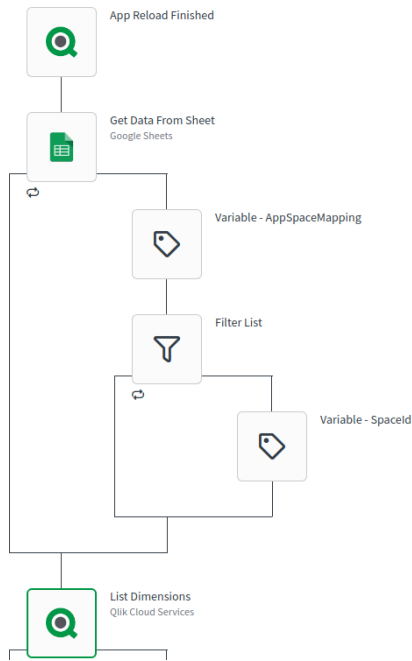 App Reload Finished
Get Data From Sheet
Google Sheets
Variable - AppSpaceMapping
Filter List
Variable - SpaceId
List Dimensions
Qlik Cloud Services